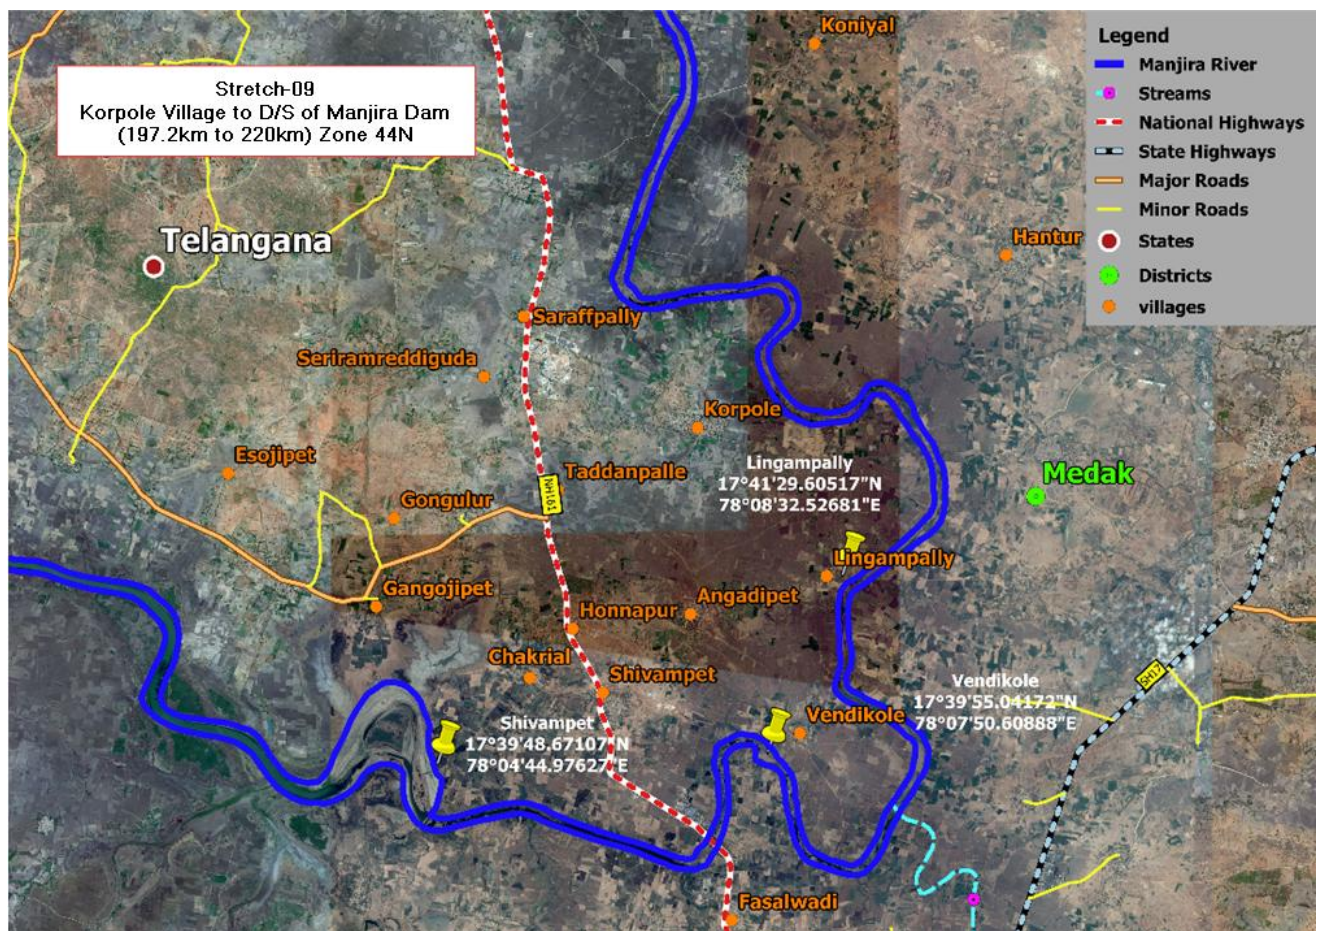 Koniyal
Legend
Manjira River
Streams
National Highways
State Highways
Major Roads
Minor Roads
States
Districts
villages
Stretch-09
Korpole Village to D/S of Manjira Dam
(197.2km to 220km) Zone 44N
Telangana
Hantur
Saraffpally
Seriramreddiguda
Korpole
Esojipet
Taddanpalle
Lingampally
17°41'29.60517"N
78°08'32.52681"E
Medak
NH161
Gongulur
Lingampally
Gangojipet
Honnapur
Angadipet
Chakrial
Shivampet
SH17
Vendikole
17°39'55.04172"N
78°07'50.60888"E
Shivampet
17°39'48.67107"N
78°04'44.97627"E
Vendikole
Fasalwadi